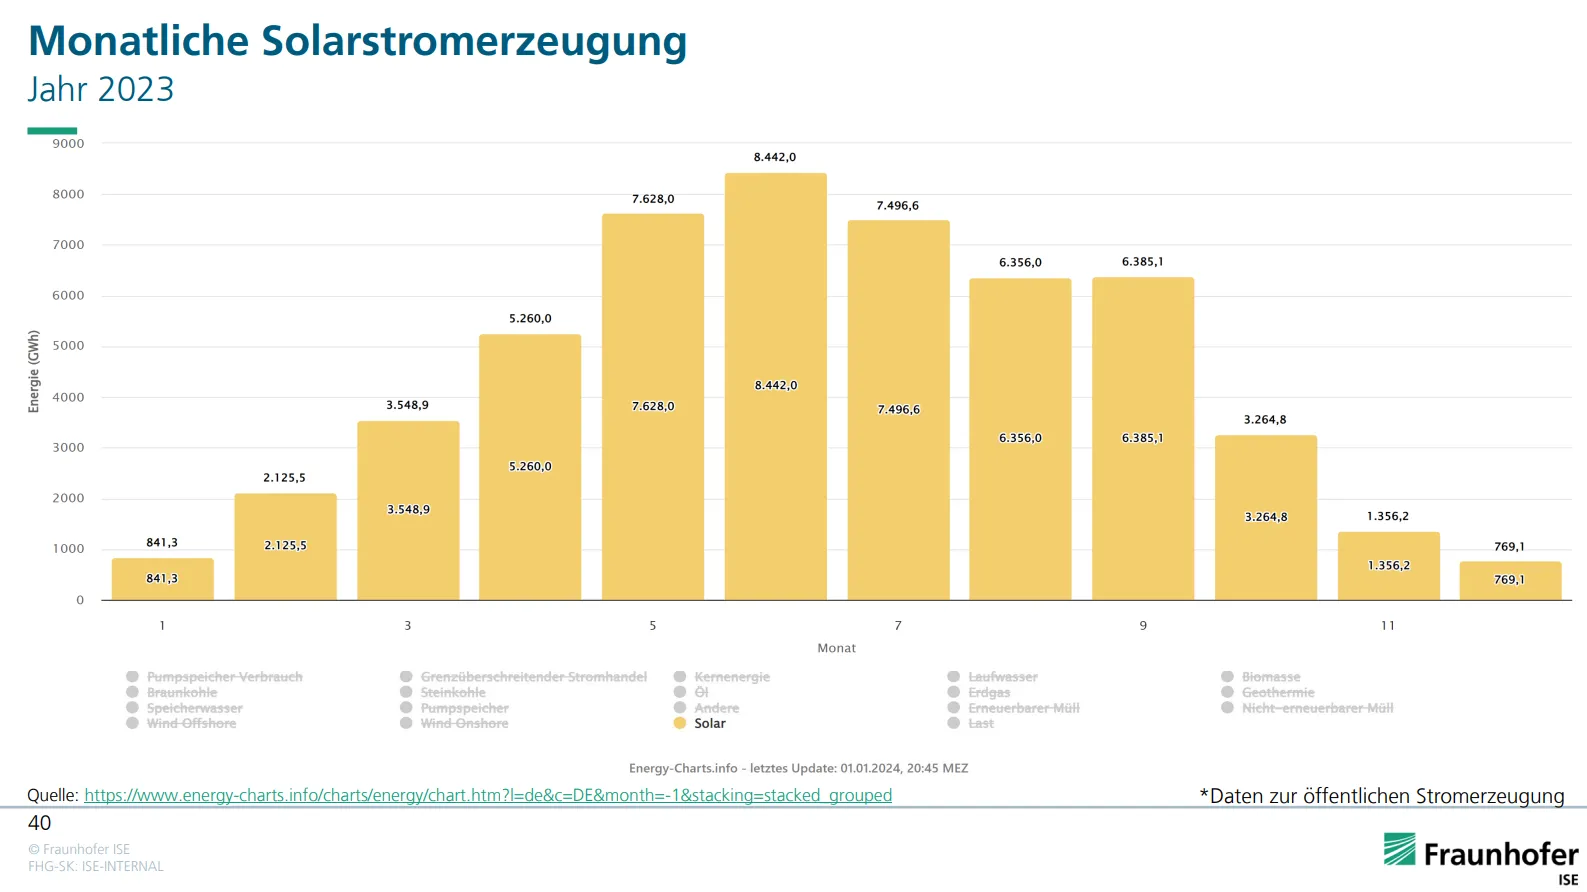 Monatliche Solarstromerzeugung
Jahr 2023
9000
8000
7000
6000
5000
4000
3000
2000
1000
0
Energie (GWh)
841,3
841,3
2.125,5
2.125,5
3.548,9
3.548,9
5.260,0
5.260,0
7.628,0
7.628,0
8.442,0
8.442,0
7.496,6
7.496,6
6.356,0
6.356,0
6.385,1
6.385,1
3.264,8
3.264,8
1.356,2
1.356,2
769,1
769,1
1 3 5 7 9 11
Monat
Pumpspeicher Verbrauch Grenzüberschreitender Stromhandel Kernenergie Laufwasser Biomasse
Braunkohle Steinkohle Öl Erdgas Geothermie
Speicherwasser Pumpspeicher Andere Erneuerbarer Müll Nicht-erneuerbarer Müll
Wind Offshore Wind Onshore Solar Last
Energy-Charts.info - letztes Update: 01.01.2024, 20:45 MEZ
Quelle: https://www.energy-charts.info/charts/energy/chart.htm?l=de&c=DE&month=-1&stacking=stacked_grouped
*Daten zur öffentlichen Stromerzeugung
40
© Fraunhofer ISE
FHG-SK: ISE-INTERNAL
Fraunhofer
ISE